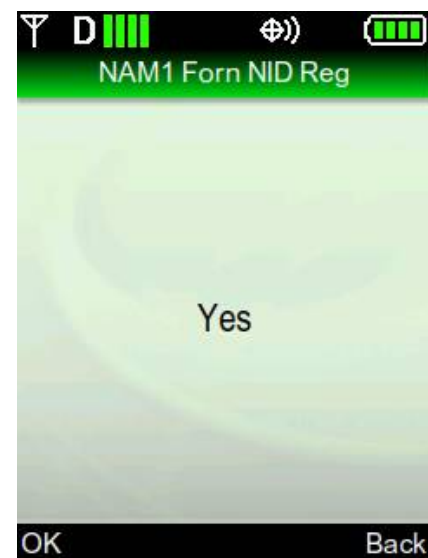 D
NAM1 Forn NID Reg
Yes
OK
Back